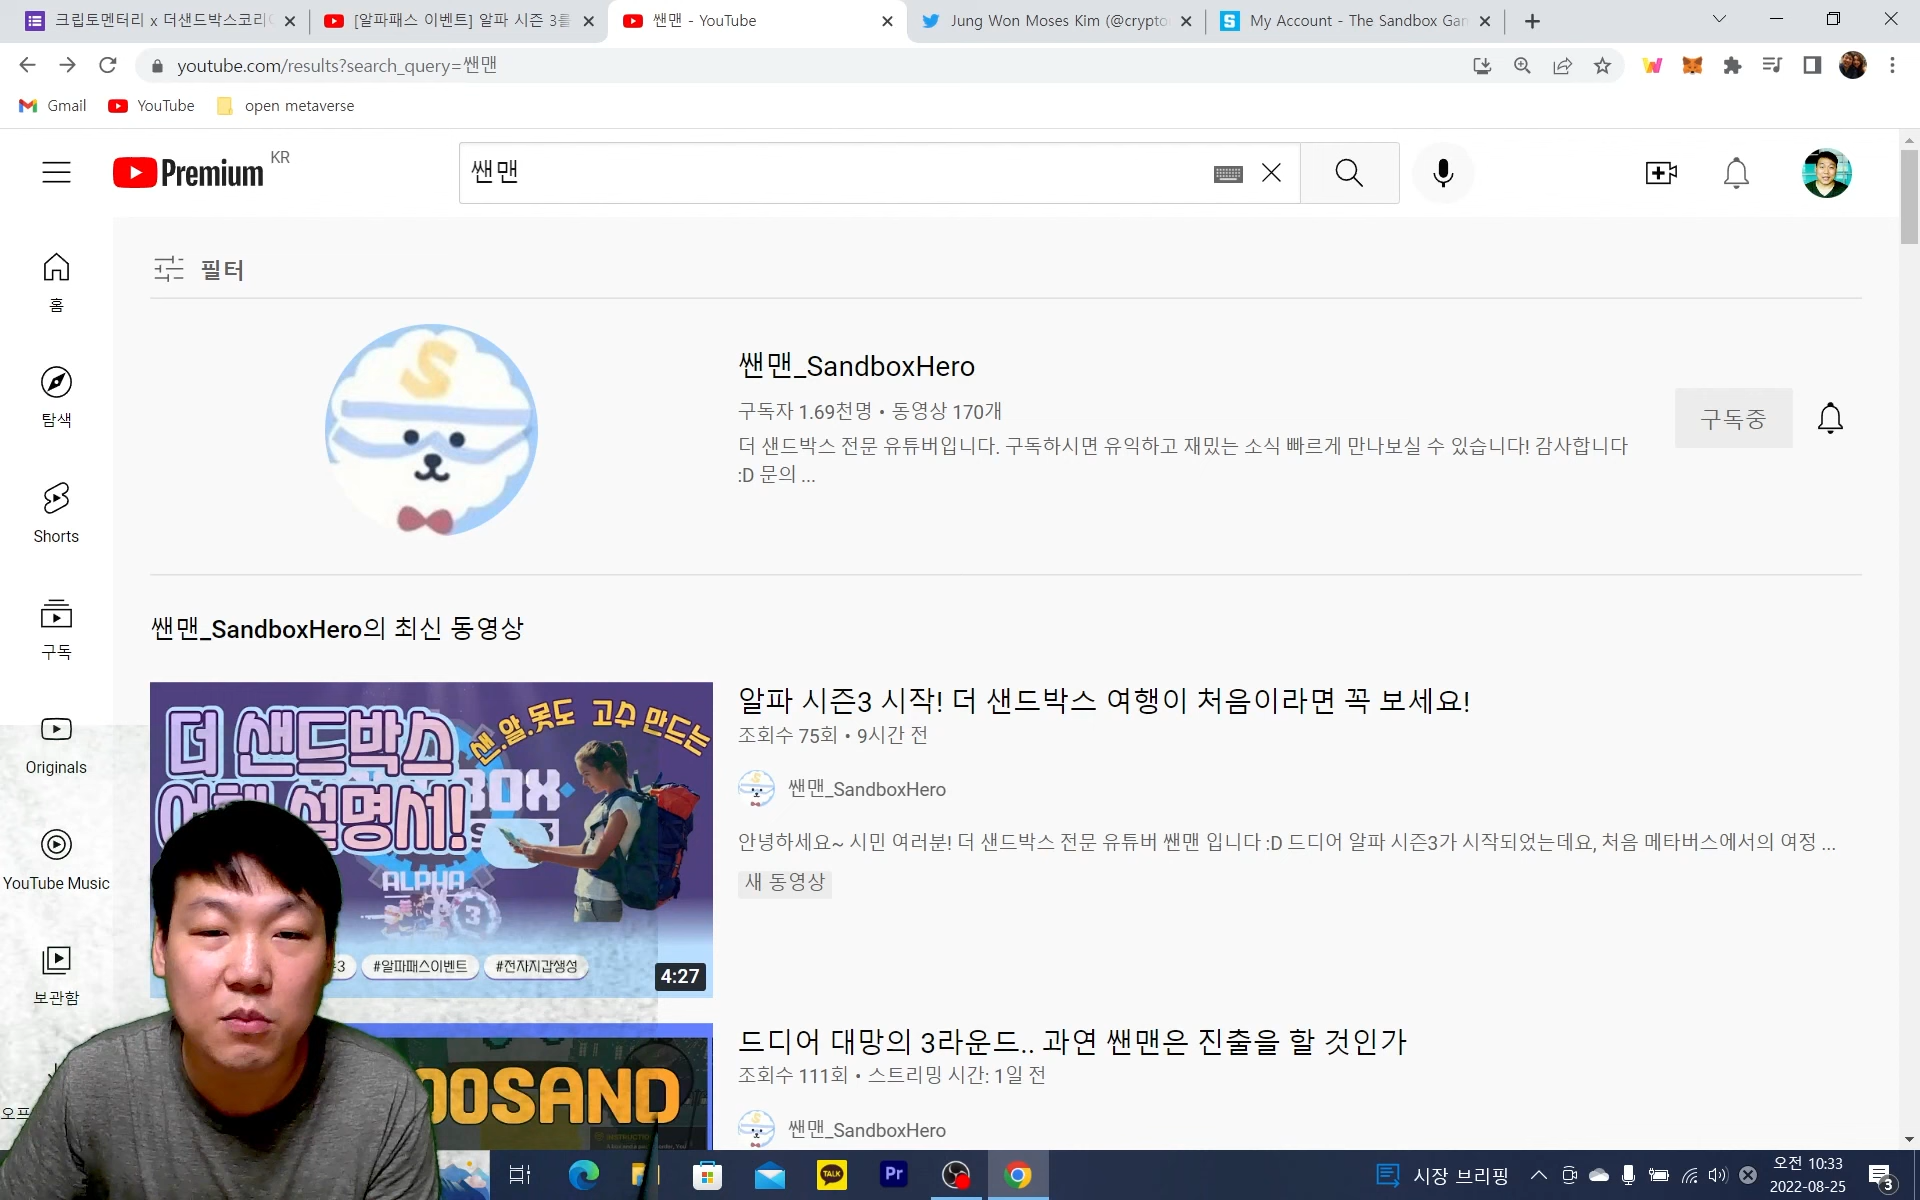 크립토멘터리 x 더샌드박스코리아
[알파패스 이벤트] 알파 시즌 3를
쌘맨 - YouTube
Jung Won Moses Kim (@crypto
My Account - The Sandbox Gam
youtube.com/results?search_query=쌘맨
Gmail
YouTube
open metaverse
Premium
KR
쌘맨
홈
탐색
Shorts
구독
Originals
YouTube Music
보관함
오프
필터
쌘맨_SandboxHero
구독자 1.69천명 • 동영상 170개
더 샌드박스 전문 유튜버입니다. 구독하시면 유익하고 재밌는 소식 빠르게 만나보실 수 있습니다! 감사합니다
:D 문의 ...
구독중
쌘맨_SandboxHero의 최신 동영상
더 샌드박스
샌.알.못도 고수 만드는
여행 설명서!
BOX
ALPHA
3
3
#알파패스이벤트
#전자지갑생성
4:27
알파 시즌3 시작! 더 샌드박스 여행이 처음이라면 꼭 보세요!
조회수 75회 • 9시간 전
쌘맨_SandboxHero
안녕하세요~ 시민 여러분! 더 샌드박스 전문 유튜버 쌘맨 입니다 :D 드디어 알파 시즌3가 시작되었는데요, 처음 메타버스에서의 여정 ...
새 동영상
OOSAND
드디어 대망의 3라운드.. 과연 쌘맨은 진출을 할 것인가
조회수 111회 • 스트리밍 시간: 1일 전
쌘맨_SandboxHero
TALK
Pr
시장 브리핑
오전 10:33
2022-08-25
3